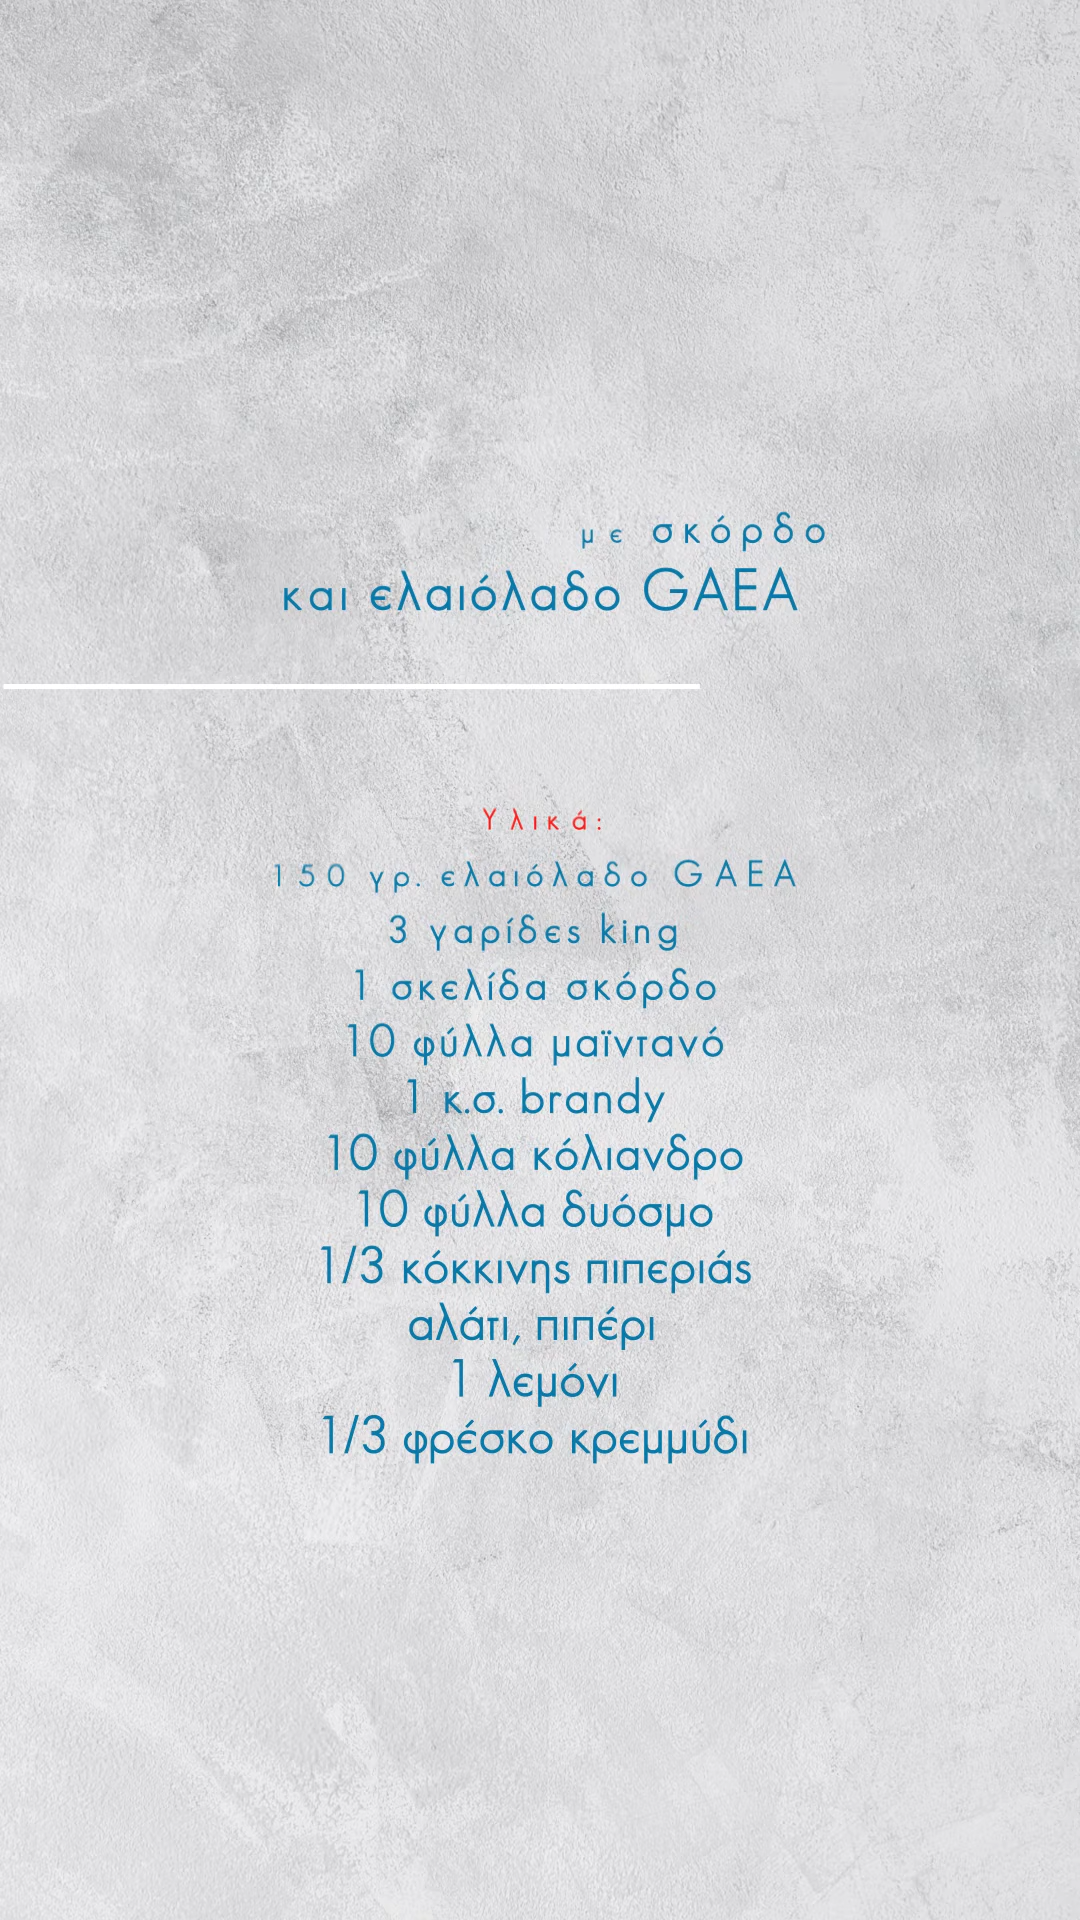 με σκόρδο
και ελαιόλαδο GAEA
Υλικά:
150 γρ. ελαιόλαδο GAEA
3 γαρίδες king
1 σκελίδα σκόρδο
10 φύλλα μαϊντανό
1 κ.σ. brandy
10 φύλλα κόλιανδρο
10 φύλλα δυόσμο
1/3 κόκκινης πιπεριάς
αλάτι, πιπέρι
1 λεμόνι
1/3 φρέσκο κρεμμύδι